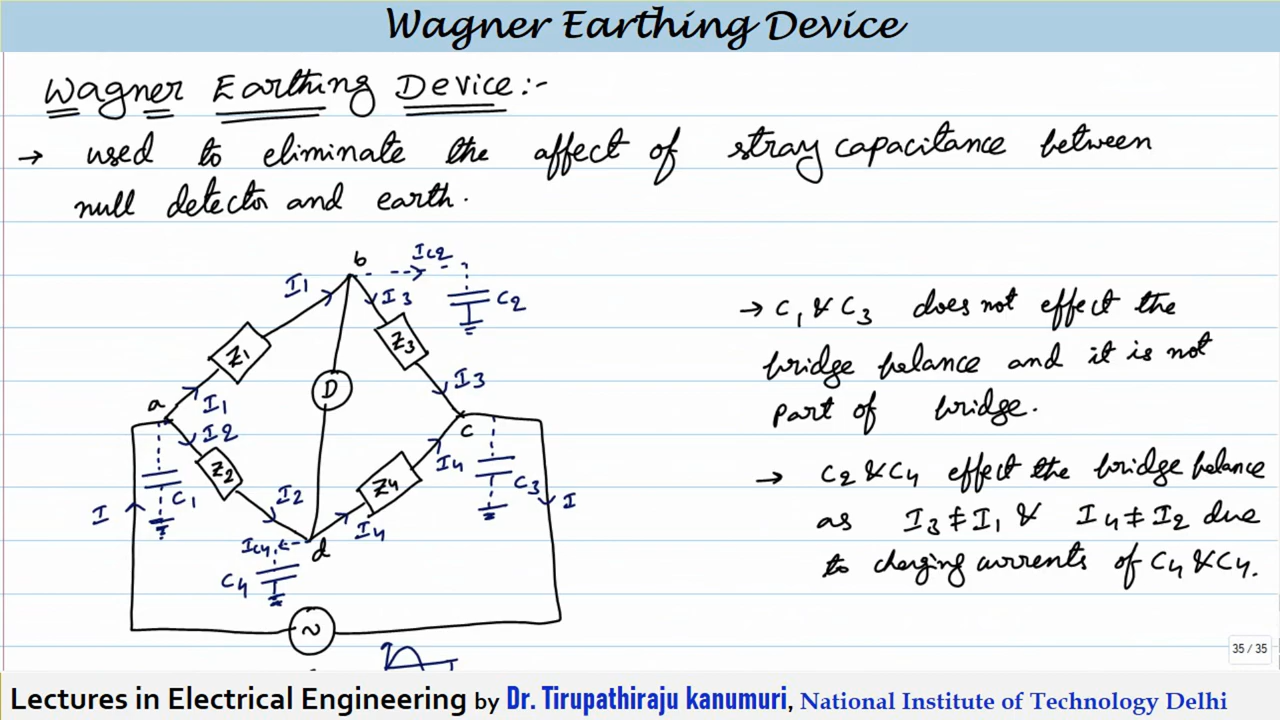 Wagner Earthing Device
Wagner Earthing Device :-
→ used to eliminate the affect of stray capacitance between
null detector and earth.
b
IC2
I1
I3
C2
Z1
Z3
D
I3
a
I1
I2
c
Z2
Z4
I4
C3
C1
I2
I
I
I4
IC4
d
C4
~
→ C1 & C3 does not effect the
bridge balance and it is not
part of bridge.
→ C2 & C4 effect the bridge balance
as I3 ≠ I1 & I4 ≠ I2 due
to charging currents of C4 & C4.
35 / 35
Lectures in Electrical Engineering by Dr. Tirupathiraju kanumuri, National Institute of Technology Delhi